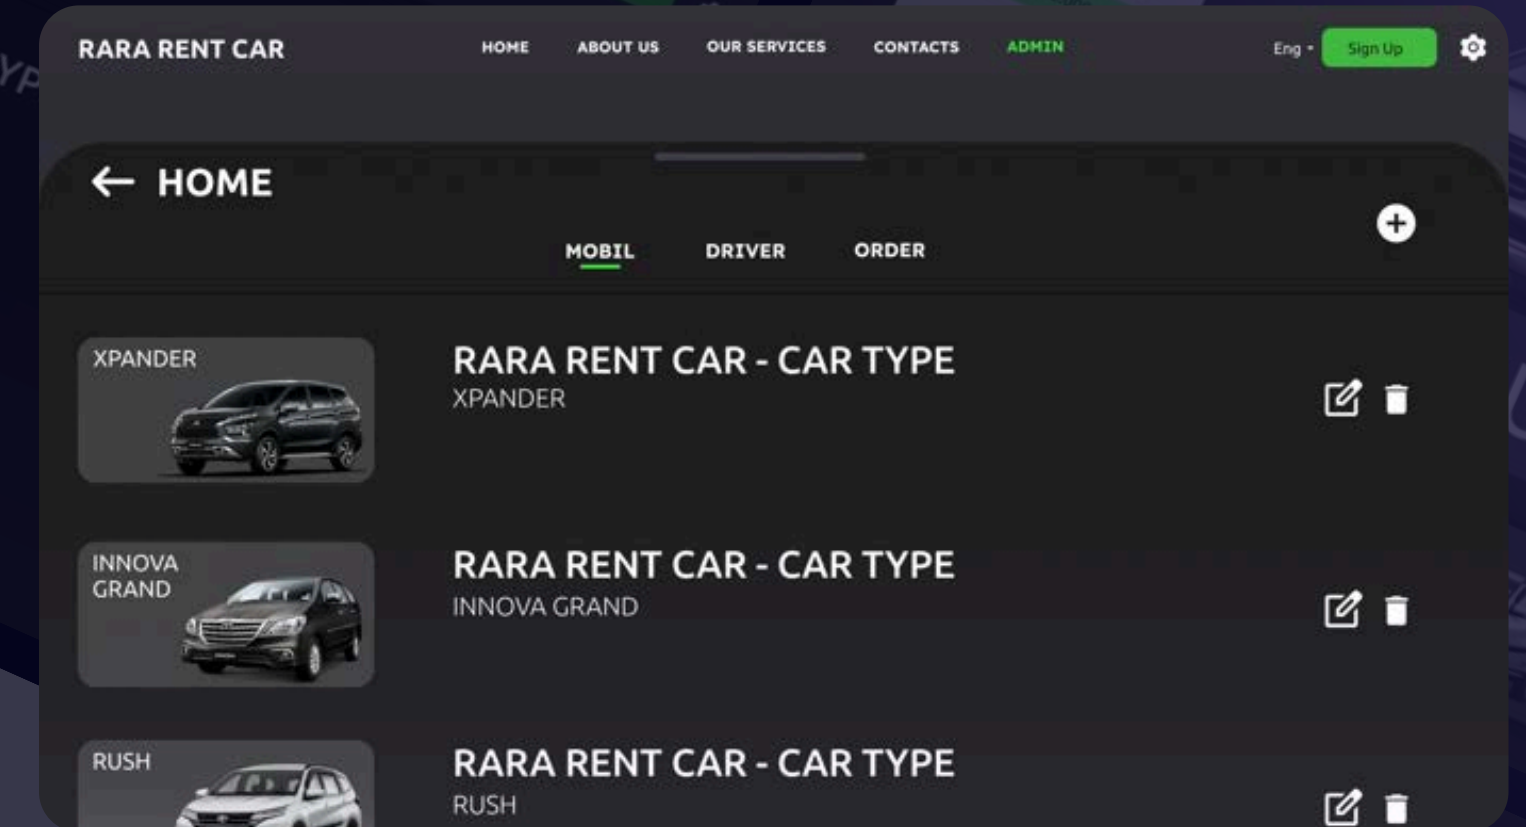 RARA RENT CAR
HOME
ABOUT US
OUR SERVICES
CONTACTS
ADMIN
Eng
Sign Up
HOME
MOBIL
DRIVER
ORDER
XPANDER
RARA RENT CAR - CAR TYPE
XPANDER
INNOVA
GRAND
RARA RENT CAR - CAR TYPE
INNOVA GRAND
RUSH
RARA RENT CAR - CAR TYPE
RUSH